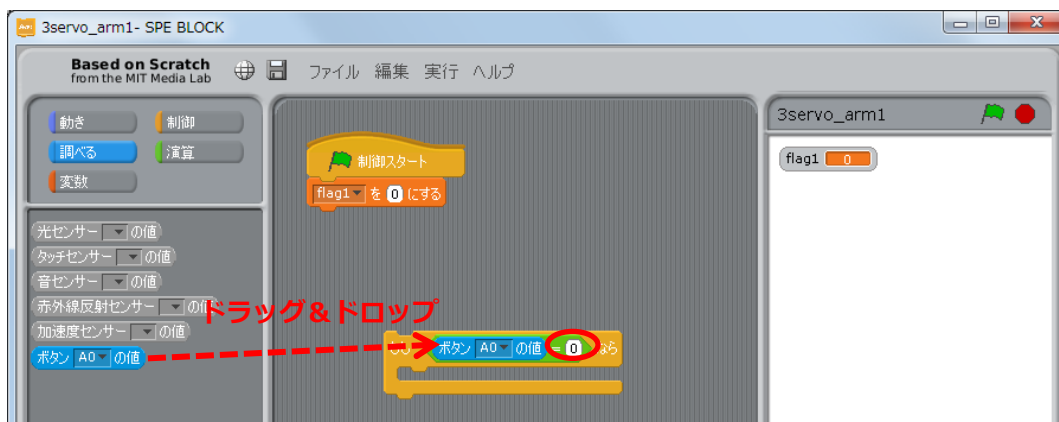 3servo_arm1- SPE BLOCK
Based on Scratch
from the MIT Media Lab
ファイル 編集 実行 ヘルプ
動き 制御
調べる 演算
変数
光センサー の値
タッチセンサー の値
音センサー の値
赤外線反射センサー の値
加速度センサー の値
ボタン A0 の値
制御スタート
flag1 を 0 にする
ドラッグ&ドロップ
もし ボタン A0 の値 = 0 なら
3servo_arm1
flag1 0